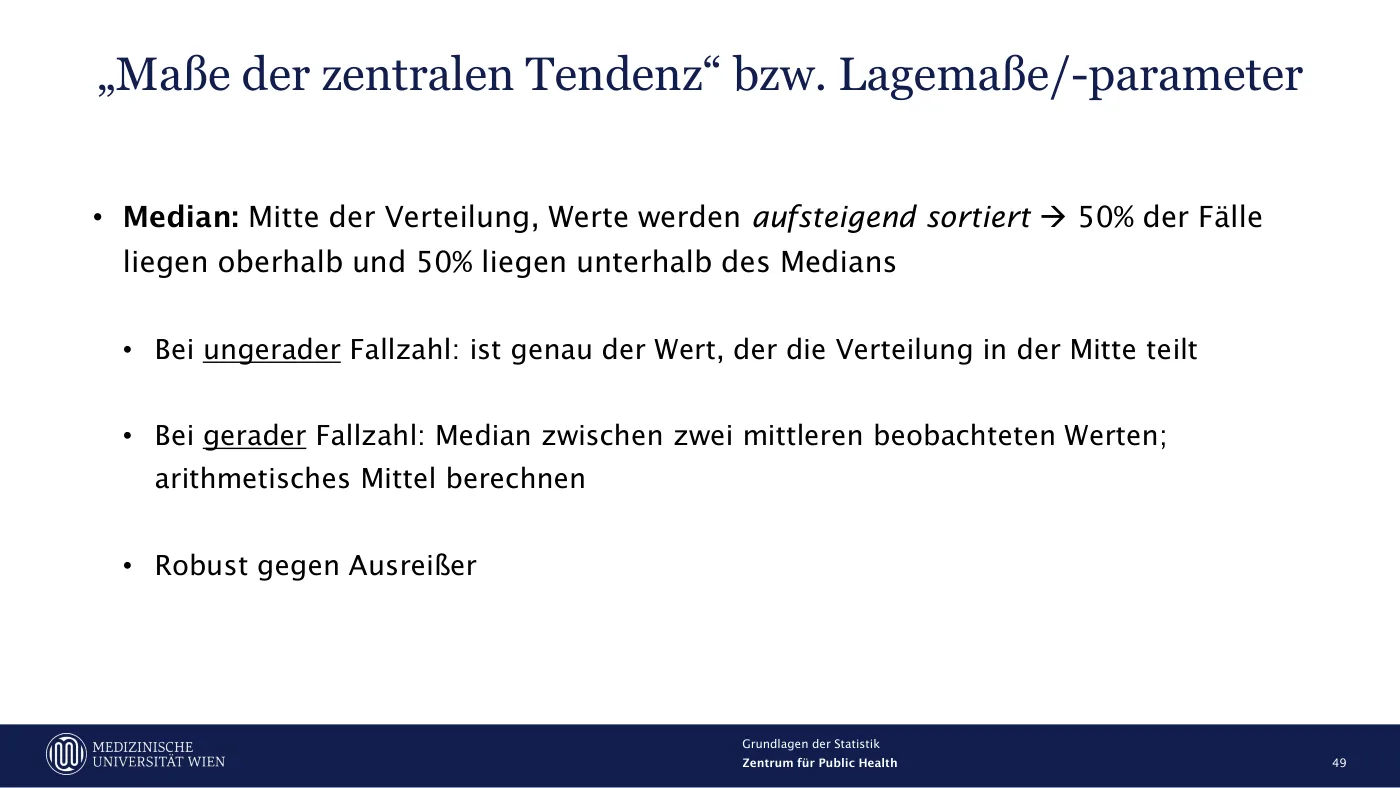 „Maße der zentralen Tendenz“ bzw. Lagemaße/-parameter
• Median: Mitte der Verteilung, Werte werden aufsteigend sortiert → 50% der Fälle
liegen oberhalb und 50% liegen unterhalb des Medians
• Bei ungerader Fallzahl: ist genau der Wert, der die Verteilung in der Mitte teilt
• Bei gerader Fallzahl: Median zwischen zwei mittleren beobachteten Werten;
arithmetisches Mittel berechnen
• Robust gegen Ausreißer
MEDIZINISCHE
UNIVERSITÄT WIEN
Grundlagen der Statistik
Zentrum für Public Health
49